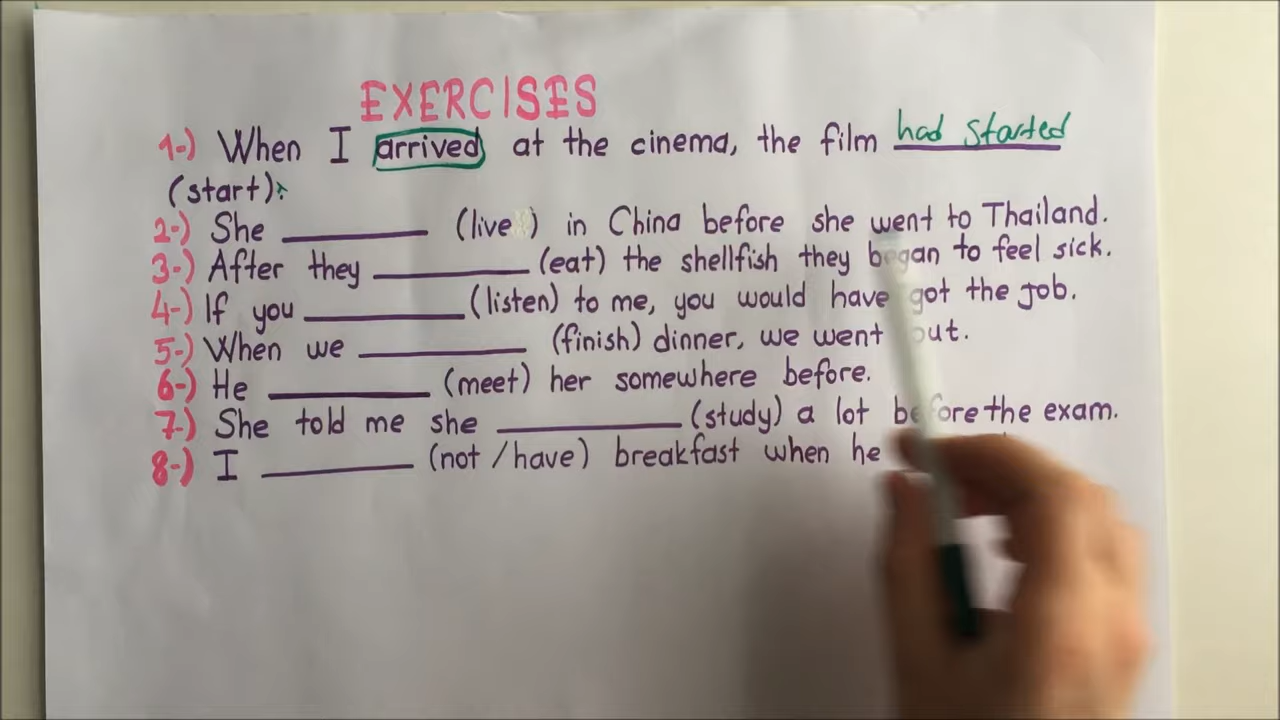 EXERCISES
1-) When I arrived at the cinema, the film had started
(start).
2-) She ________ (live ) in China before she went to Thailand.
3-) After they ________ (eat) the shellfish they began to feel sick.
4-) If you ________ (listen) to me, you would have got the job.
5-) When we ________ (finish) dinner, we went out.
6-) He ________ (meet) her somewhere before.
7-) She told me she ________ (study) a lot before the exam.
8-) I ________ (not / have) breakfast when he